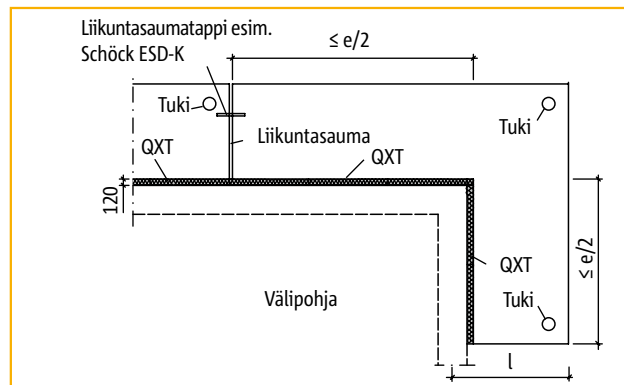 Liikuntasaumatappi esim.
Schöck ESD-K
≤ e/2
Tuki
Tuki
Liikuntasauma
QXT
QXT
120
≤ e/2
QXT
Välipohja
Tuki
l